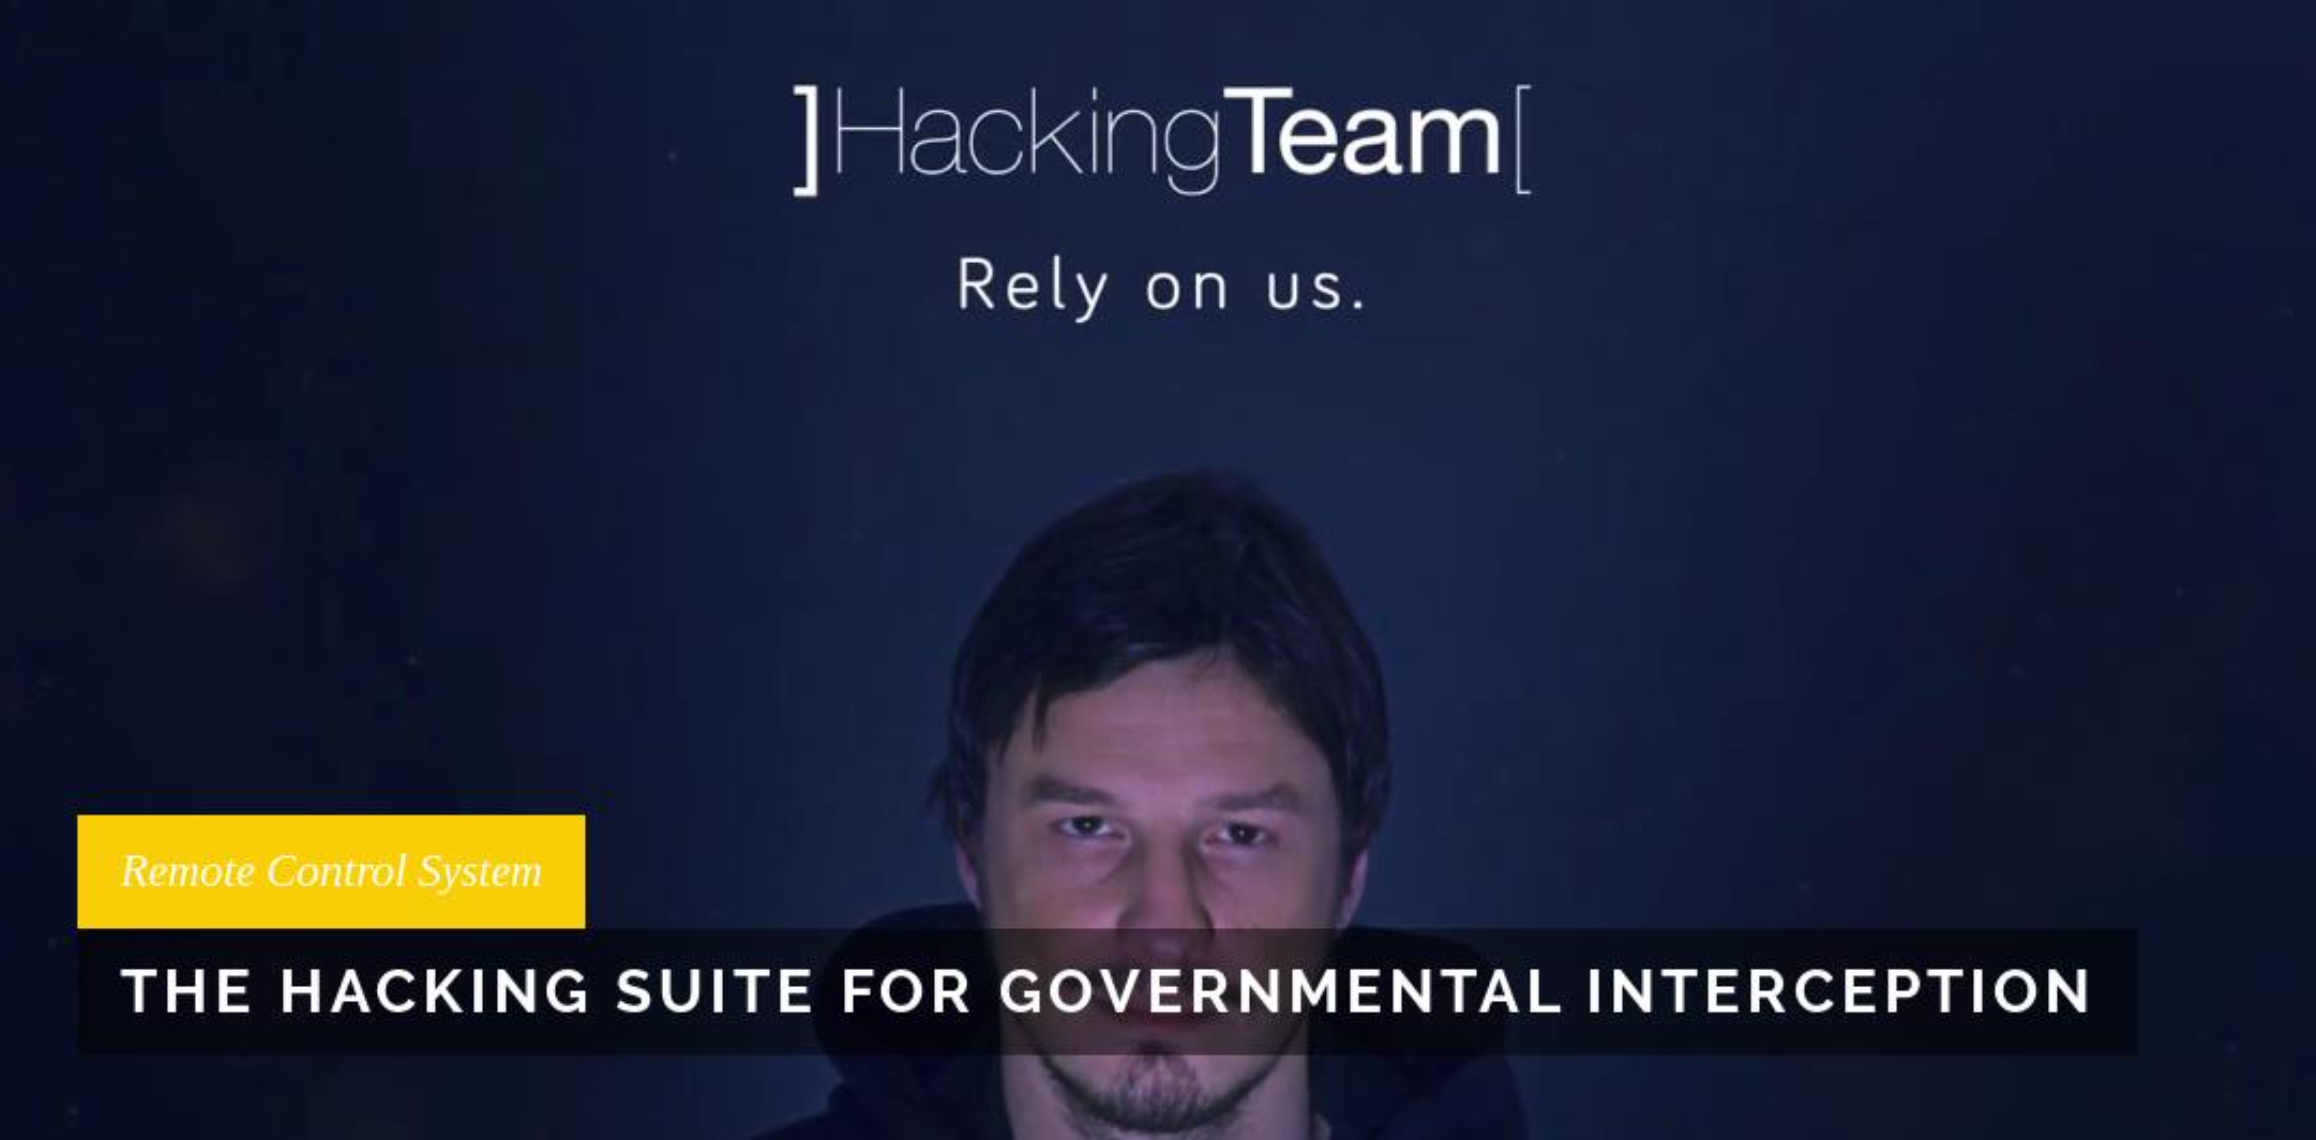 ]HackingTeam[
Rely on us.
Remote Control System
THE HACKING SUITE FOR GOVERNMENTAL INTERCEPTION